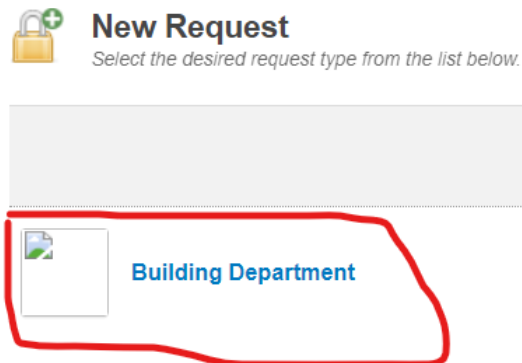 New Request
Select the desired request type from the list below.
Building Department